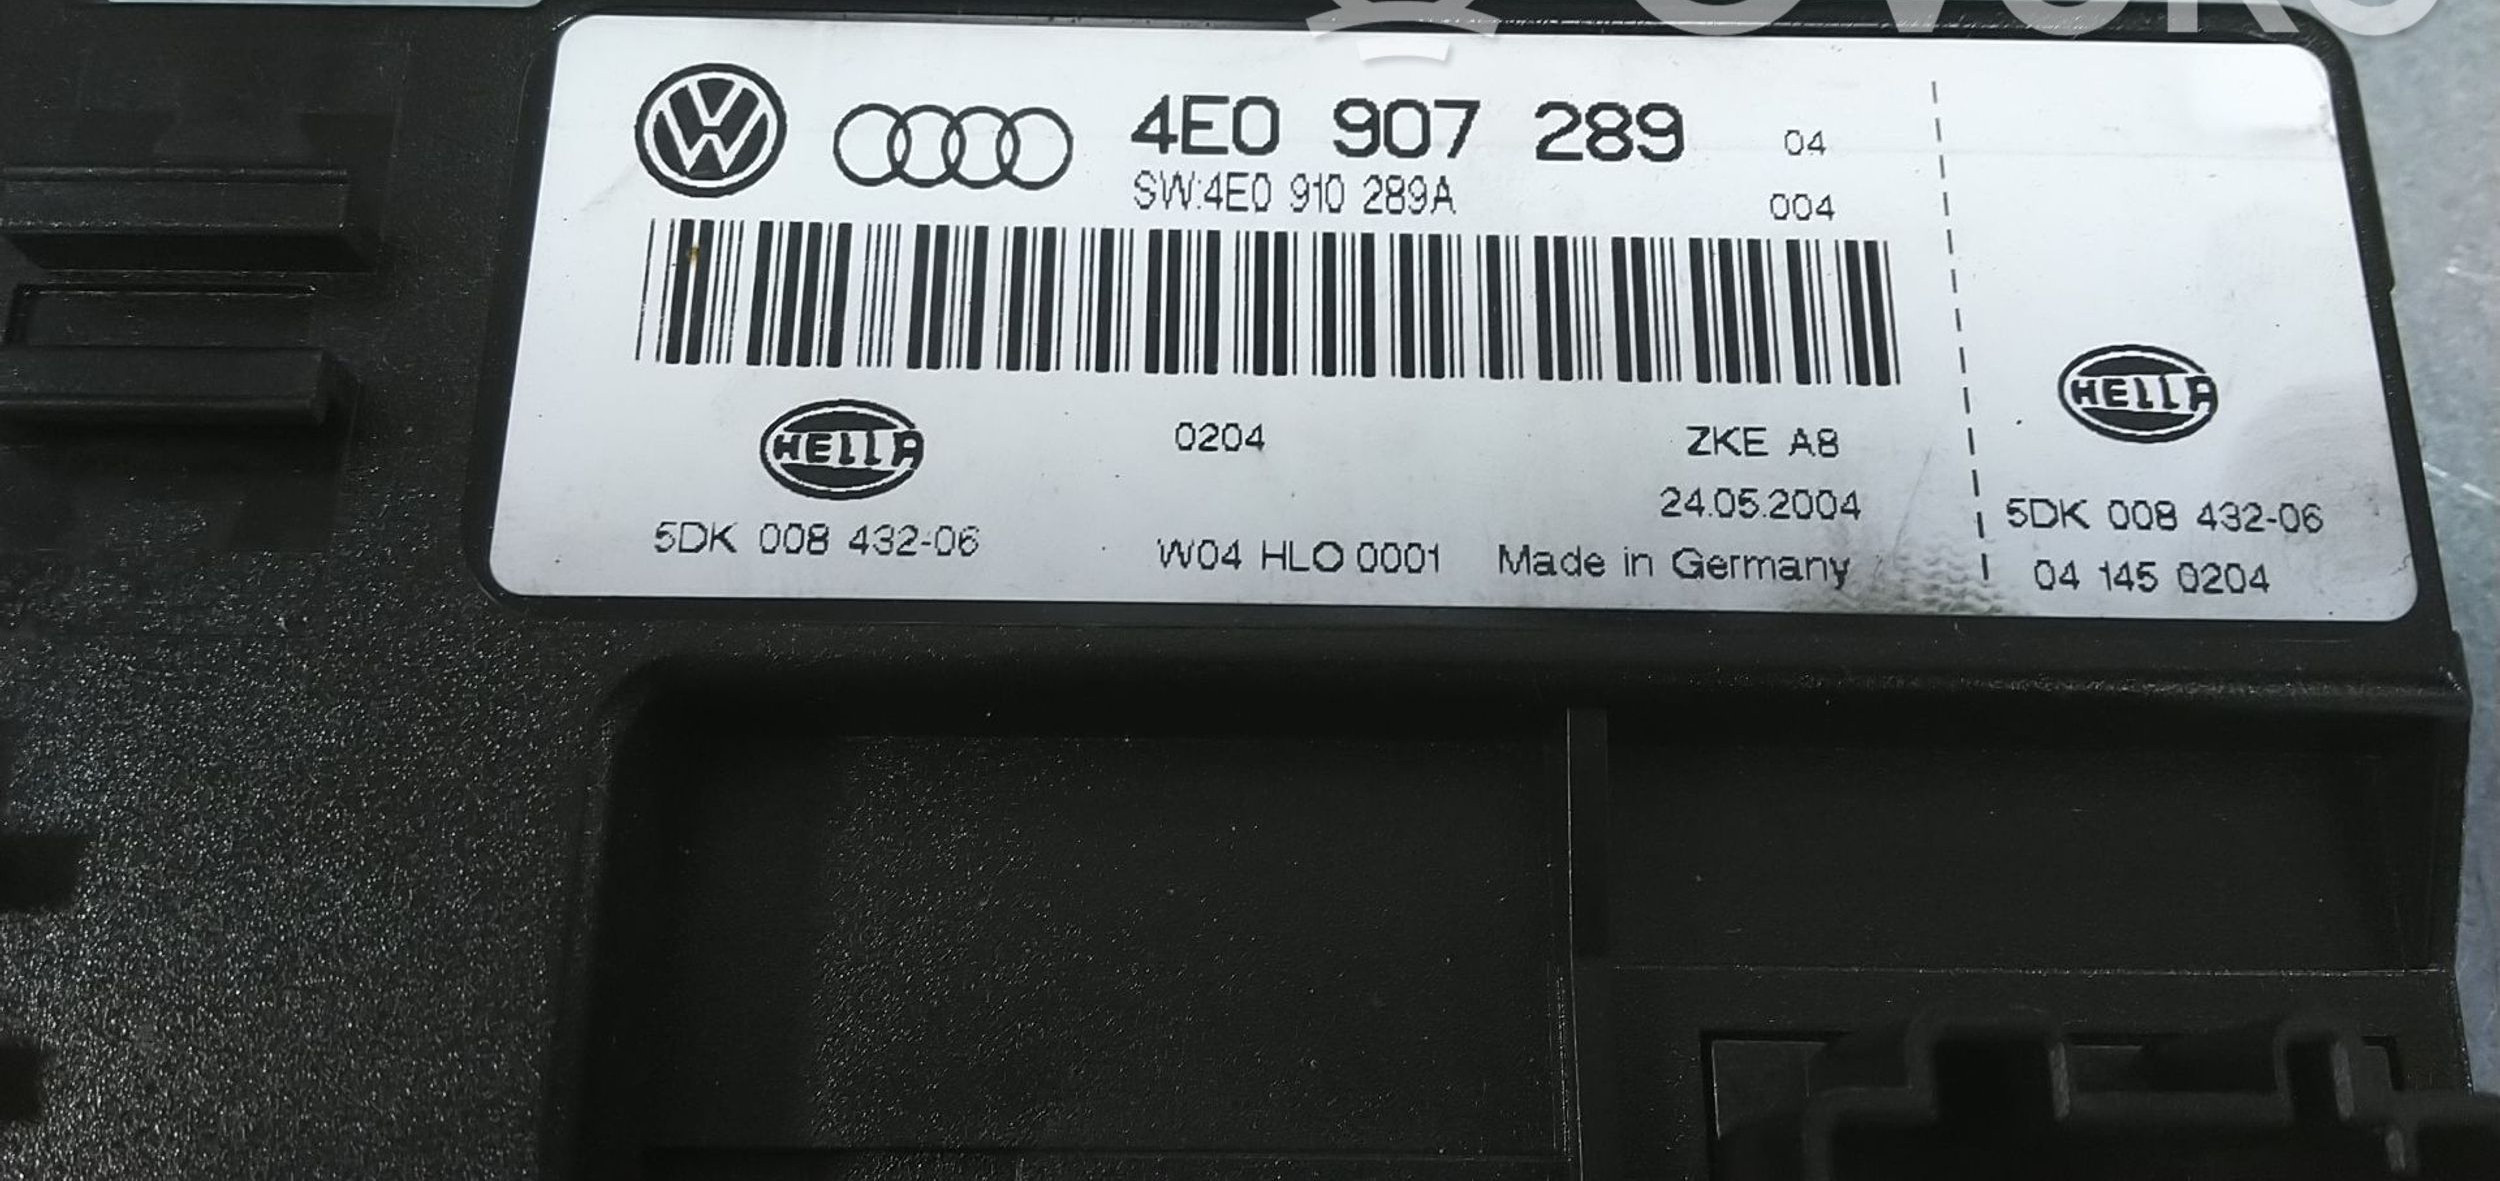 4E0 907 289 04
SW:4E0 910 289A 004
HELLA 0204 ZKE A8
24.05.2004
5DK 008 432-06 W04 HLO 0001 Made in Germany
HELLA
5DK 008 432-06
04 145 0204